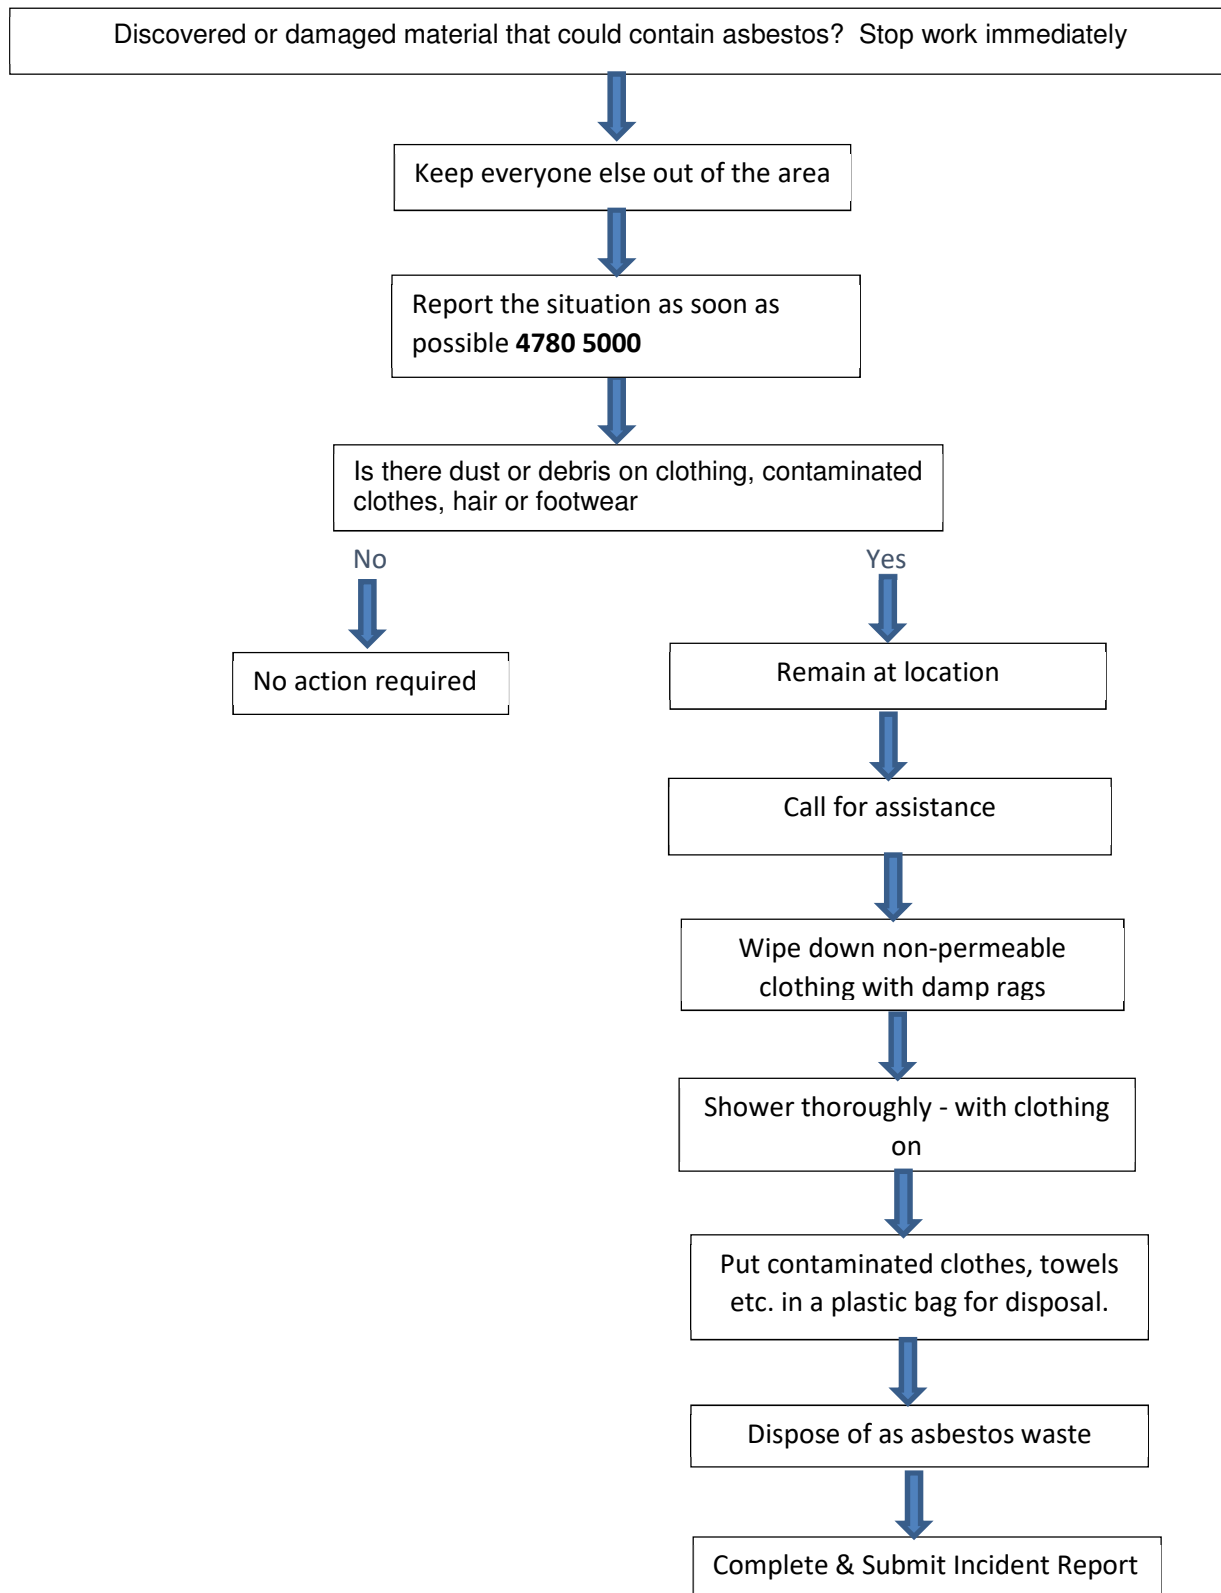 Discovered or damaged material that could contain asbestos? Stop work immediately
Keep everyone else out of the area
Report the situation as soon as
possible 4780 5000
Is there dust or debris on clothing, contaminated
clothes, hair or footwear
No
Yes
No action required
Remain at location
Call for assistance
Wipe down non-permeable
clothing with damp rags
Shower thoroughly - with clothing
on
Put contaminated clothes, towels
etc. in a plastic bag for disposal.
Dispose of as asbestos waste
Complete & Submit Incident Report